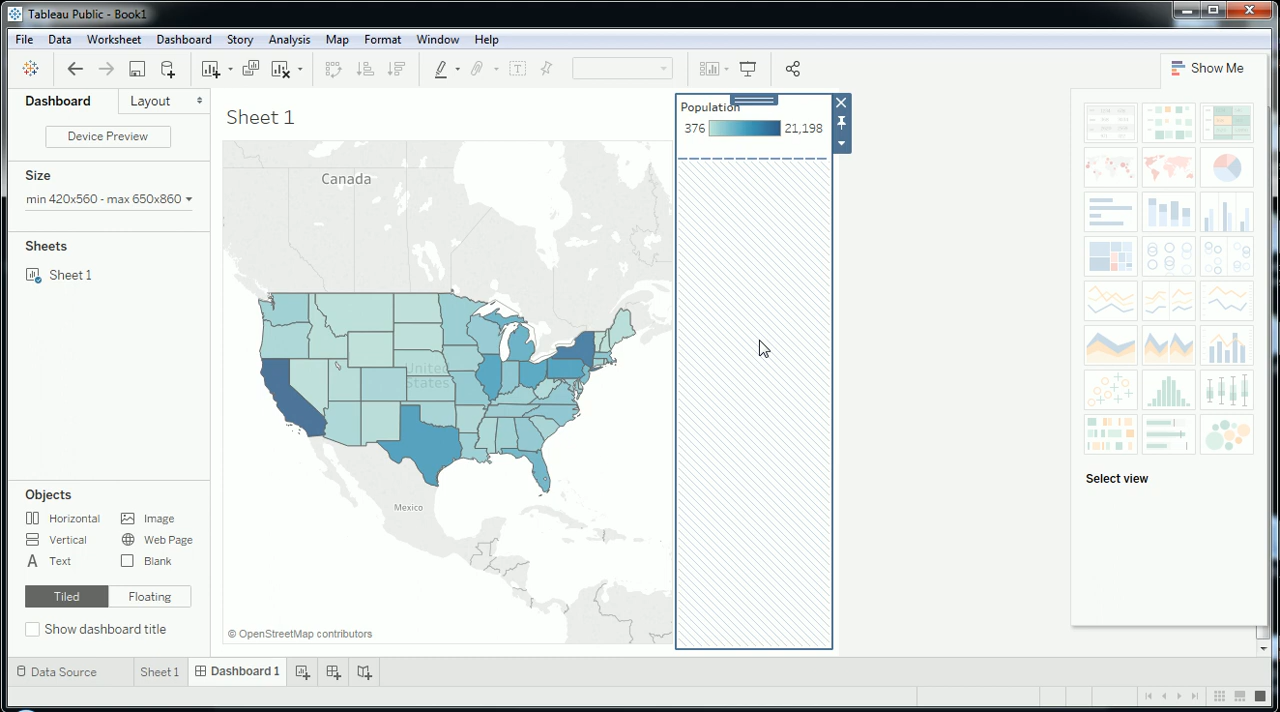 Tableau Public - Book1
File Data Worksheet Dashboard Story Analysis Map Format Window Help
Show Me
Dashboard Layout
Device Preview
Size
min 420x560 - max 650x860
Sheets
Sheet 1
Objects
Horizontal Image
Vertical Web Page
A Text Blank
Tiled Floating
Show dashboard title
Sheet 1
Canada
United
States
Mexico
© OpenStreetMap contributors
Population
376 21,198
Select view
Data Source Sheet 1 Dashboard 1